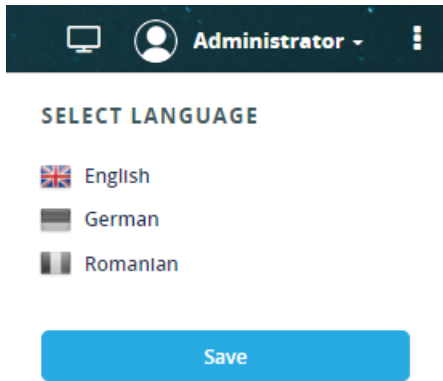 Administrator
SELECT LANGUAGE
English
German
Romanian
Save